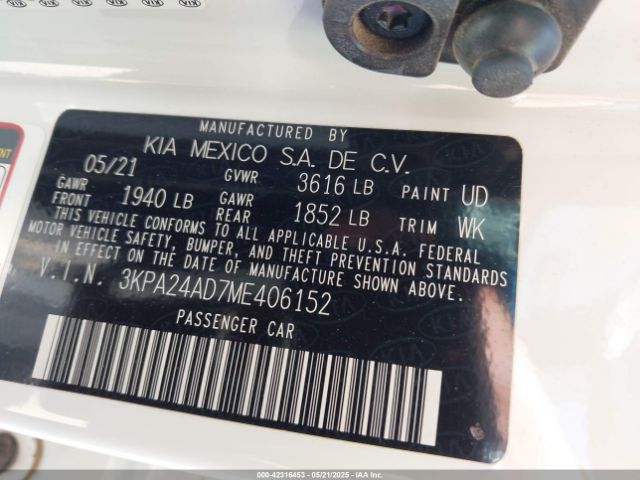 MANUFACTURED BY
KIA MEXICO S.A. DE C.V.
05/21 GVWR 3616 LB PAINT UD
GAWR FRONT 1940 LB GAWR REAR 1852 LB TRIM WK
THIS VEHICLE CONFORMS TO ALL APPLICABLE U.S.A. FEDERAL
MOTOR VEHICLE SAFETY, BUMPER, AND THEFT PREVENTION STANDARDS
IN EFFECT ON THE DATE OF MANUFACTURE SHOWN ABOVE.
V.I.N. 3KPA24AD7ME406152
PASSENGER CAR
000-42316453 - 05/21/2025 - IAAI Copyright